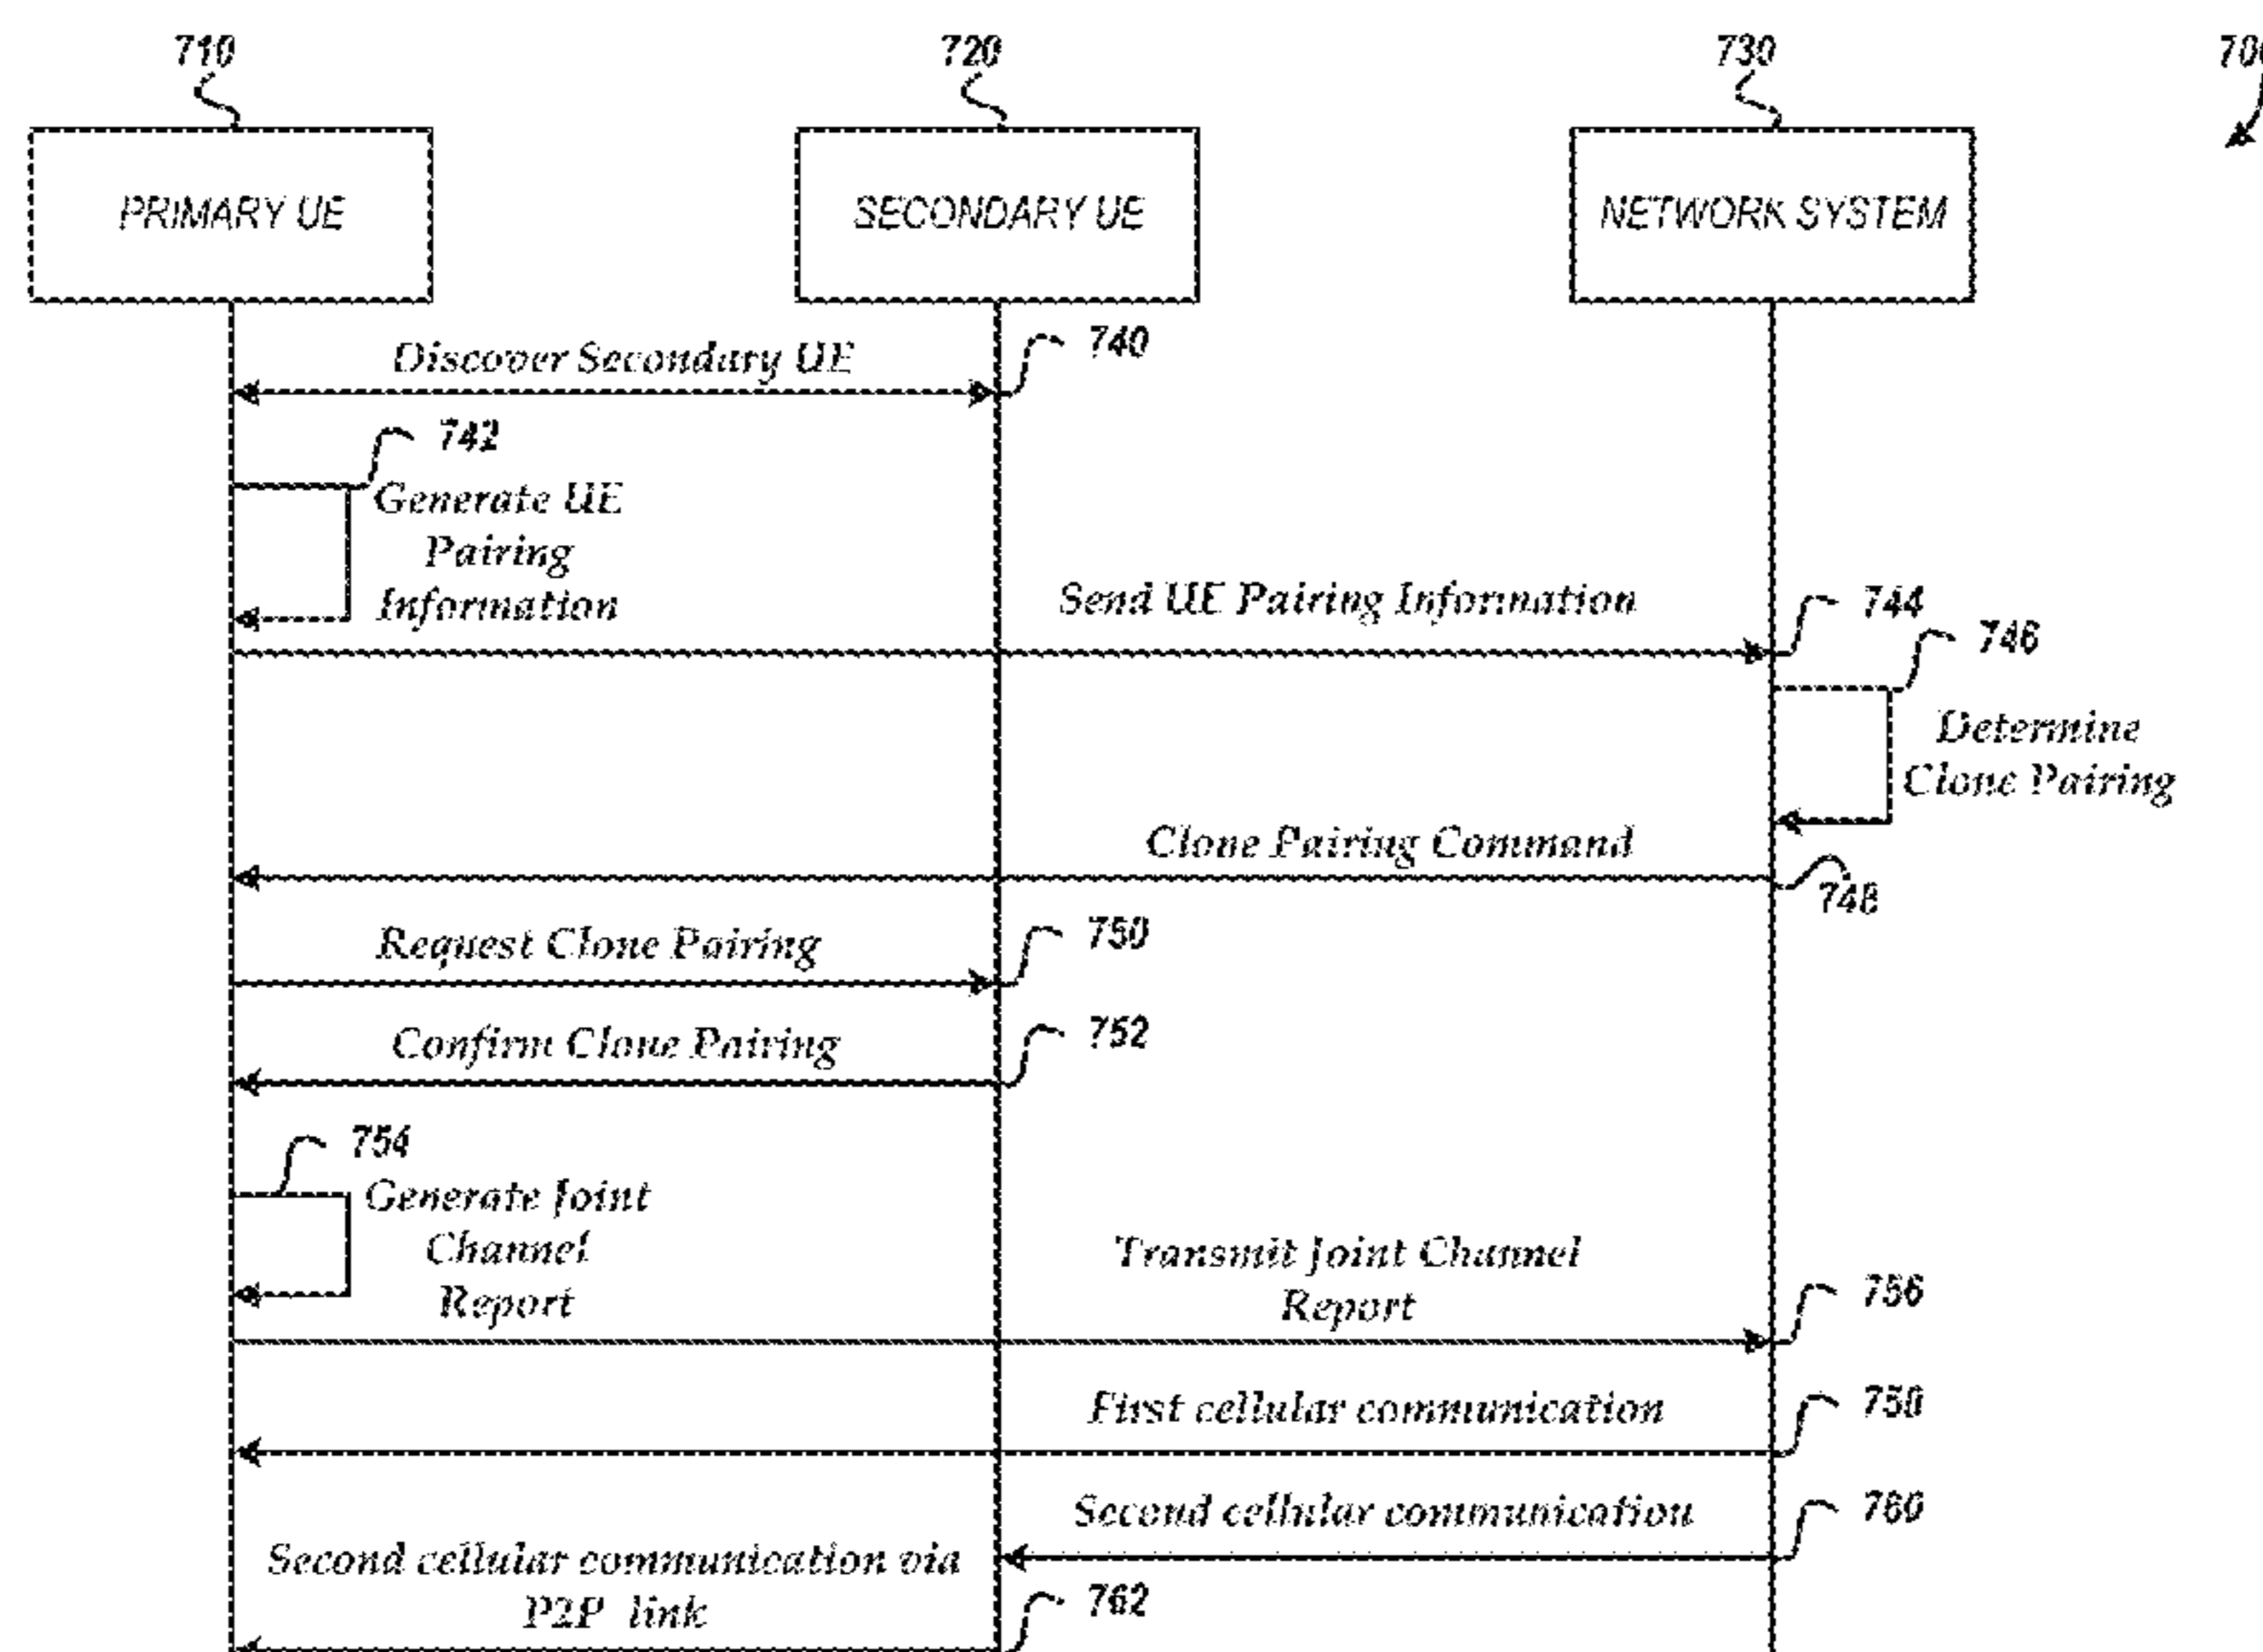 710
720
730
PRIMARY UE
SECONDARY UE
NETWORK SYSTEM
Discover Secondary UE
740
742
Generate UE
Pairing
Information
Send UE Pairing Information
744
746
Determine
Clone Pairing
Clone Pairing Command
748
Request Clone Pairing
750
Confirm Clone Pairing
752
754
Generate Joint
Channel
Report
Transmit Joint Channel
Report
756
First cellular communication
758
Second cellular communication
760
Second cellular communication via
P2P link
762